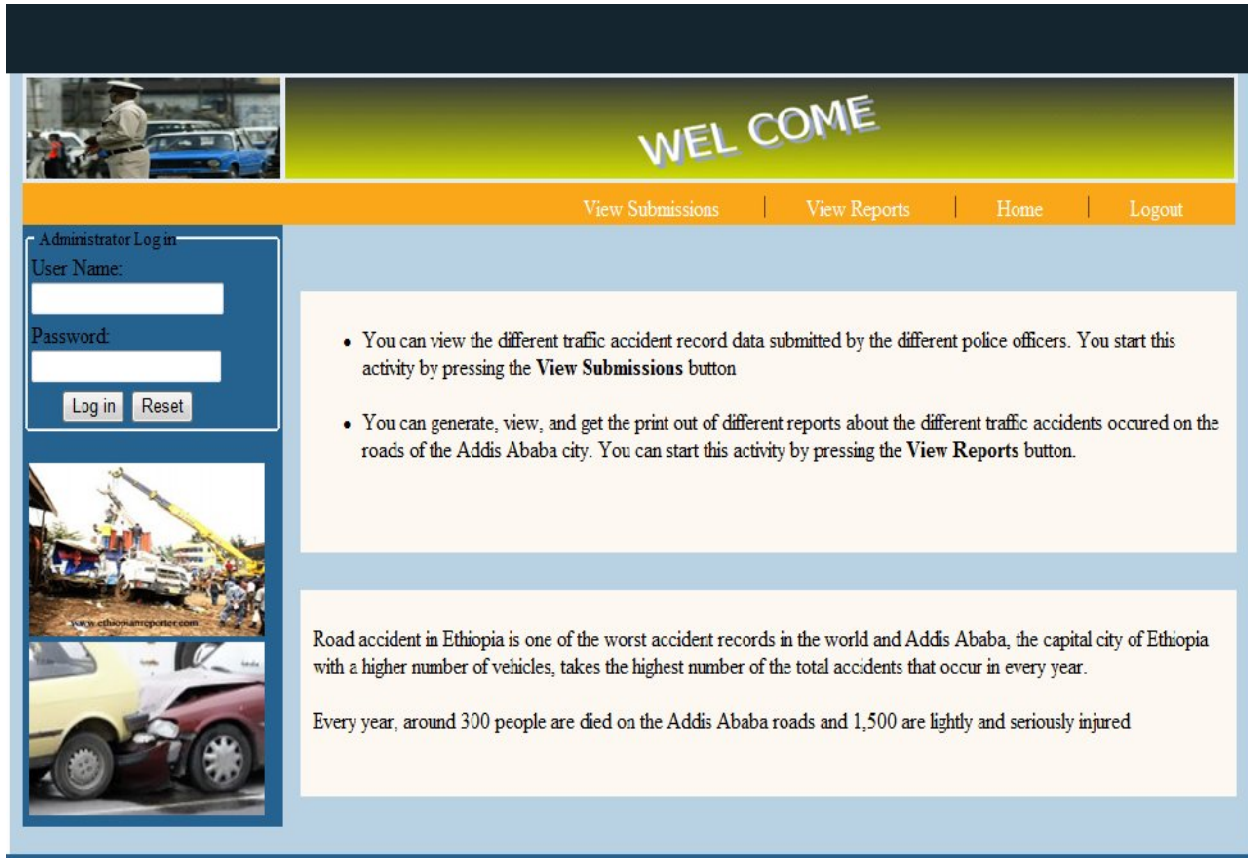 WEL COME
View Submissions | View Reports | Home | Logout
Administrator Log in
User Name:
Password:
Log in Reset
www.ethiopianreporter.com
• You can view the different traffic accident record data submitted by the different police officers. You start this
activity by pressing the View Submissions button
• You can generate, view, and get the print out of different reports about the different traffic accidents occured on the
roads of the Addis Ababa city. You can start this activity by pressing the View Reports button.
Road accident in Ethiopia is one of the worst accident records in the world and Addis Ababa, the capital city of Ethiopia
with a higher number of vehicles, takes the highest number of the total accidents that occur in every year.
Every year, around 300 people are died on the Addis Ababa roads and 1,500 are lightly and seriously injured